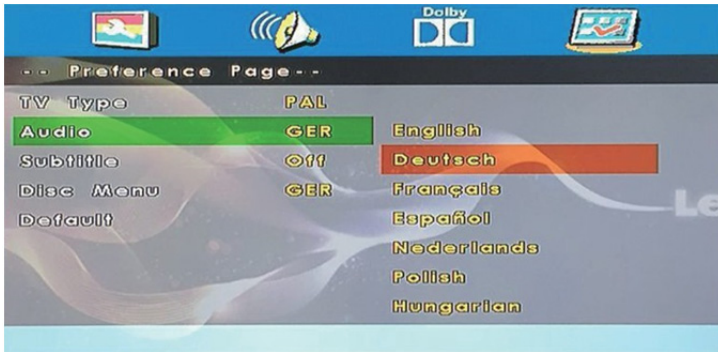 Dolby
-- Preference Page--
TV Type PAL
Audio GER English
Subtitle Off Deutsch
Disc Menu GER Français
Default Español
Nederlands
Polish
Hungarian
Le